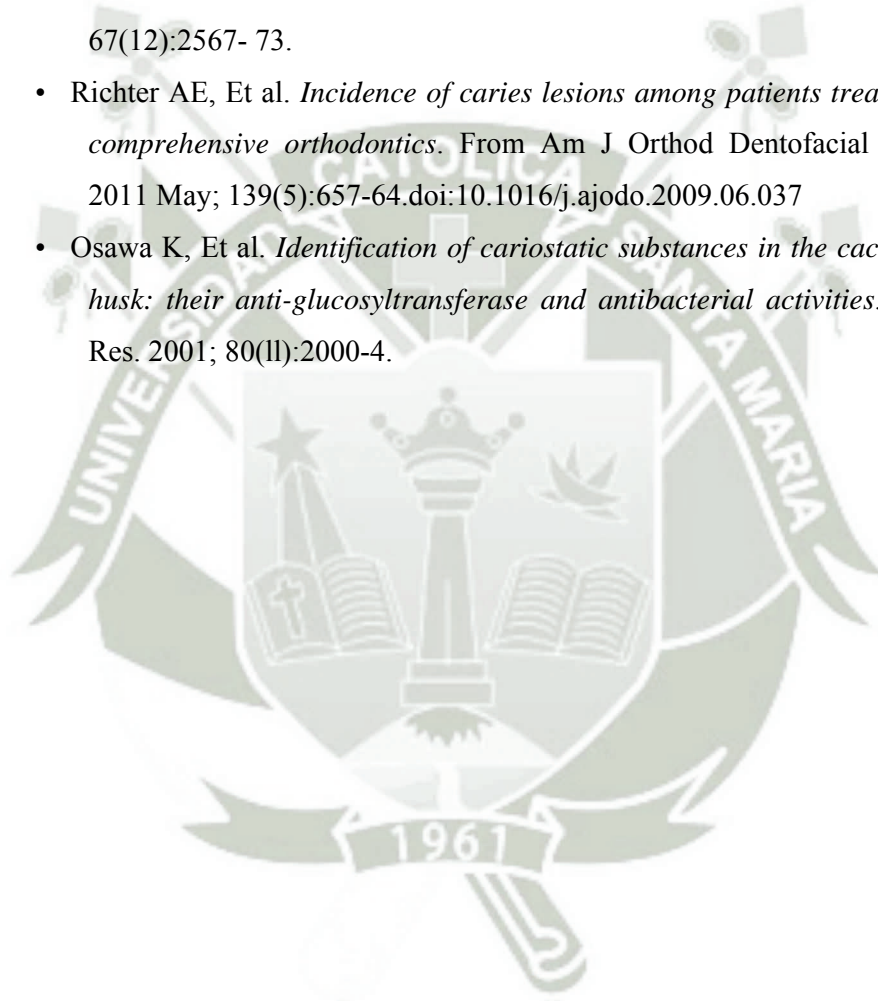 67(12):2567- 73.
• Richter AE, Et al. Incidence of caries lesions among patients trea
comprehensive orthodontics. From Am J Orthod Dentofacial
2011 May; 139(5):657-64.doi:10.1016/j.ajodo.2009.06.037
• Osawa K, Et al. Identification of cariostatic substances in the cac
husk: their anti-glucosyltransferase and antibacterial activities.
Res. 2001; 80(ll):2000-4.
UNIVERSIDAD CATOLICA SANTA MARIA
1961